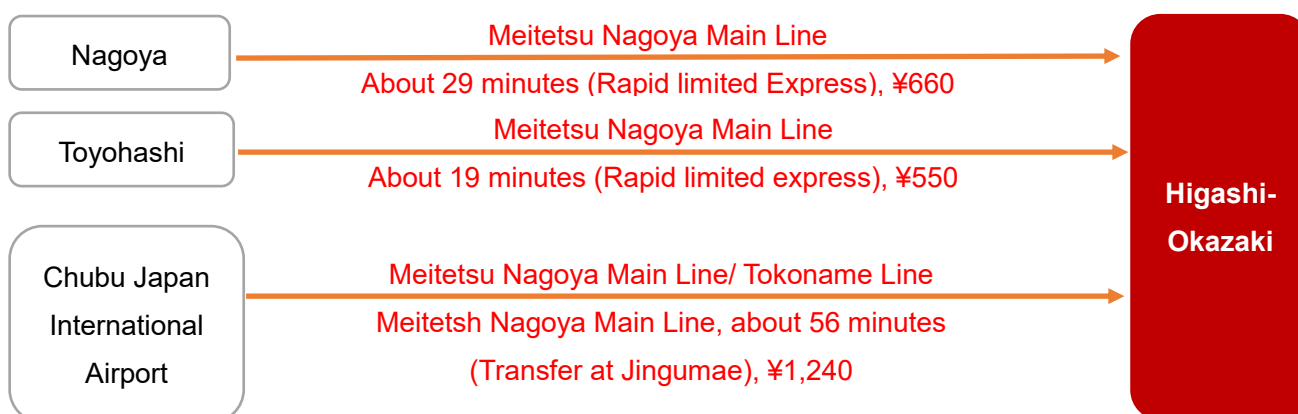 Nagoya
Meitetsu Nagoya Main Line
About 29 minutes (Rapid limited Express), ¥660
Toyohashi
Meitetsu Nagoya Main Line
About 19 minutes (Rapid limited express), ¥550
Chubu Japan
International
Airport
Meitetsu Nagoya Main Line/ Tokoname Line
Meitetsh Nagoya Main Line, about 56 minutes
(Transfer at Jingumae), ¥1,240
Higashi-
Okazaki